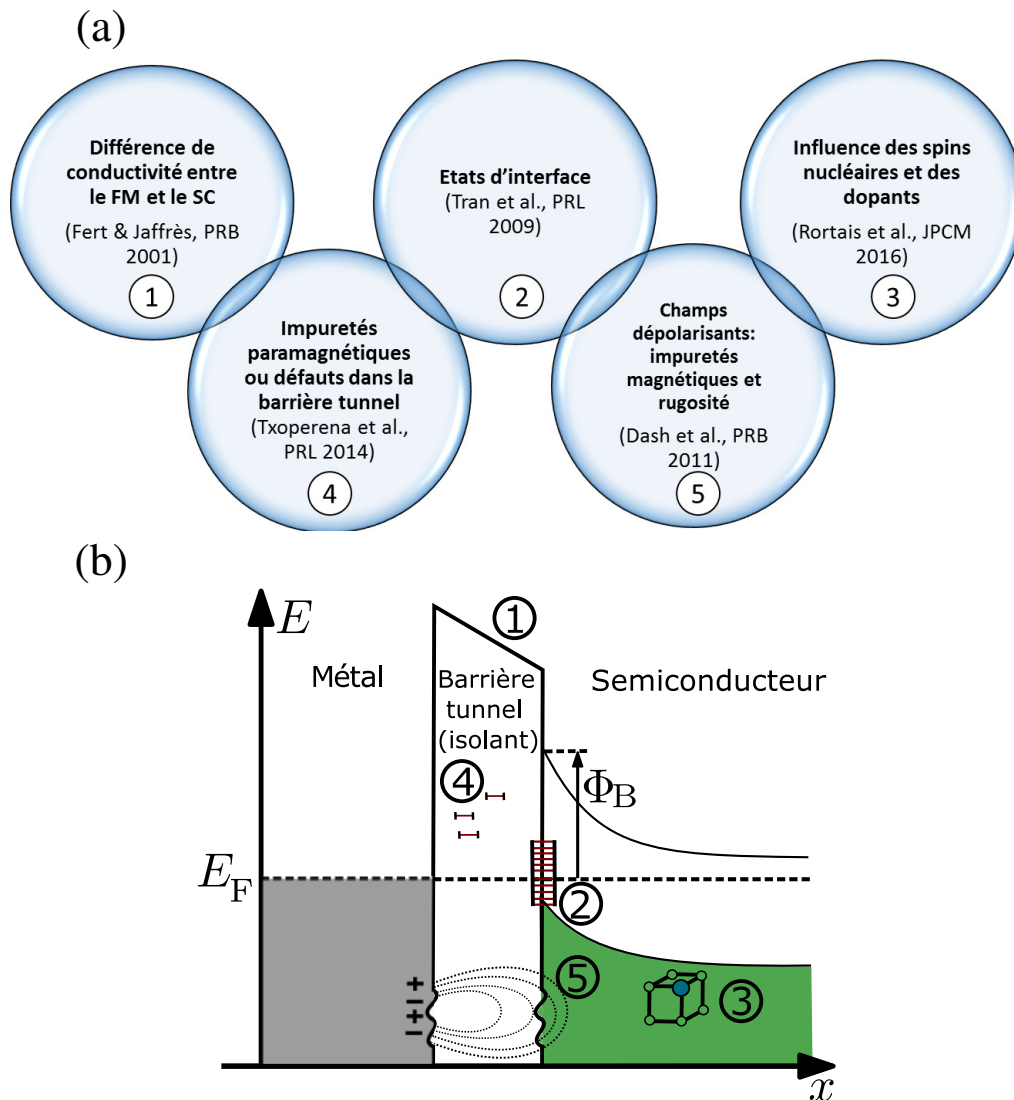 (a)
Différence de
conductivité entre
le FM et le SC
(Fert & Jaffrès, PRB
2001)
1
Etats d’interface
(Tran et al., PRL
2009)
2
Influence des spins
nucléaires et des
dopants
(Rortais et al., JPCM
2016)
3
Impuretés
paramagnétiques
ou défauts dans la
barrière tunnel
(Txoperena et al.,
PRL 2014)
4
Champs
dépolarisants:
impuretés
magnétiques et
rugosité
(Dash et al., PRB
2011)
5
(b)
E
1
Métal
Barrière
tunnel
(isolant)
Semiconducteur
4
Φ_B
E_F
2
5
3
+
–
+
–
x